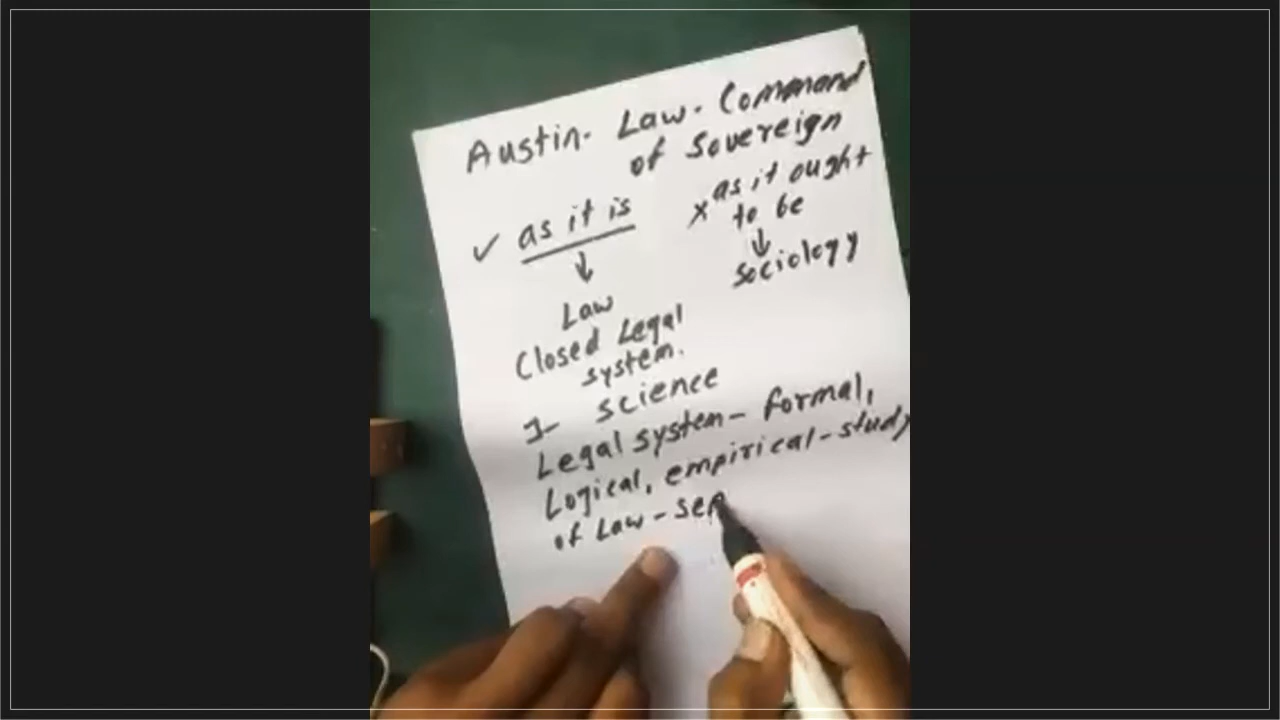 Austin- Law- Command
of Sovereign
✓ as it is
x as it ought
to be
↓
sociology
↓
Law
Closed Legal
system.
J- science
Legal system- formal,
Logical, empirical-study
of Law-sep